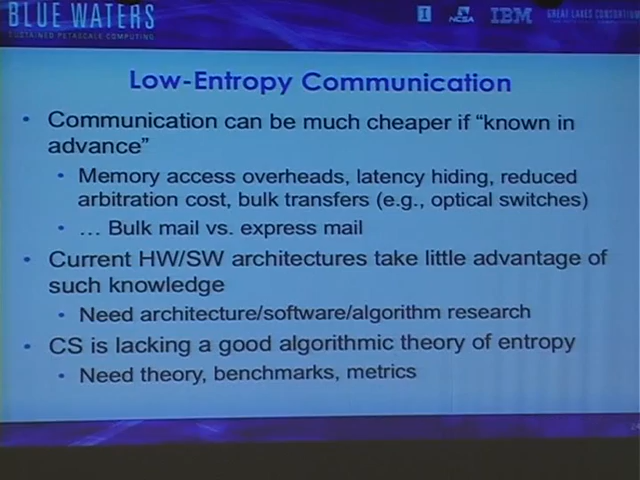 BLUE WATERS
SUSTAINED PETASCALE COMPUTING
I
NCSA
IBM
GREAT LAKES CONSORTIUM
Low-Entropy Communication
• Communication can be much cheaper if “known in
advance”
• Memory access overheads, latency hiding, reduced
arbitration cost, bulk transfers (e.g., optical switches)
• … Bulk mail vs. express mail
• Current HW/SW architectures take little advantage of
such knowledge
• Need architecture/software/algorithm research
• CS is lacking a good algorithmic theory of entropy
• Need theory, benchmarks, metrics